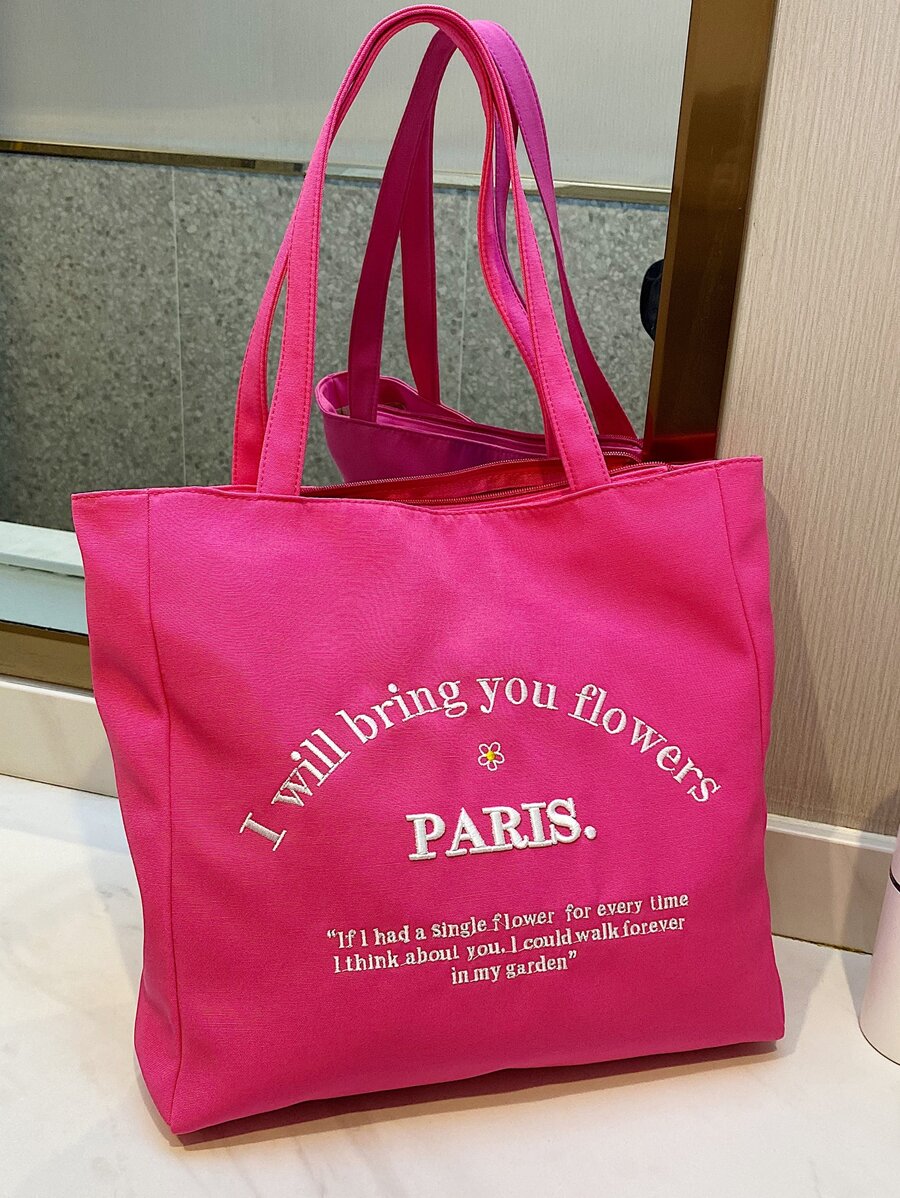 I will bring you flowers
PARIS.
“If I had a single flower for every time
I think about you. I could walk forever
in my garden”